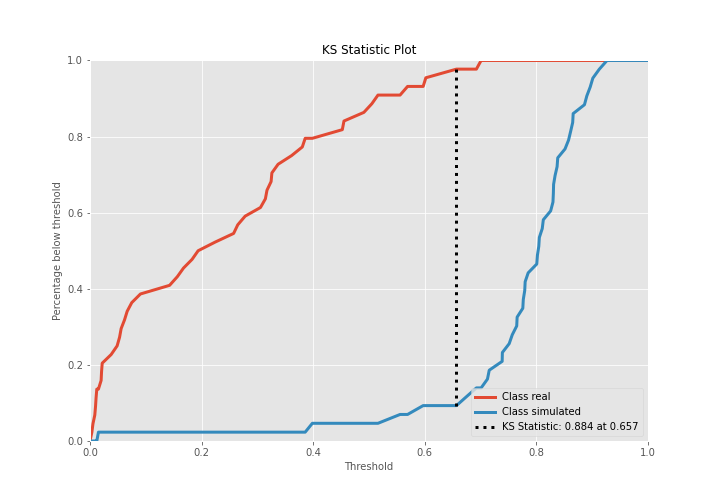 KS Statistic Plot
1.0
0.8
0.6
0.4
0.2
0.0
Percentage below threshold
Class real
Class simulated
KS Statistic: 0.884 at 0.657
0.0 0.2 0.4 0.6 0.8 1.0
Threshold